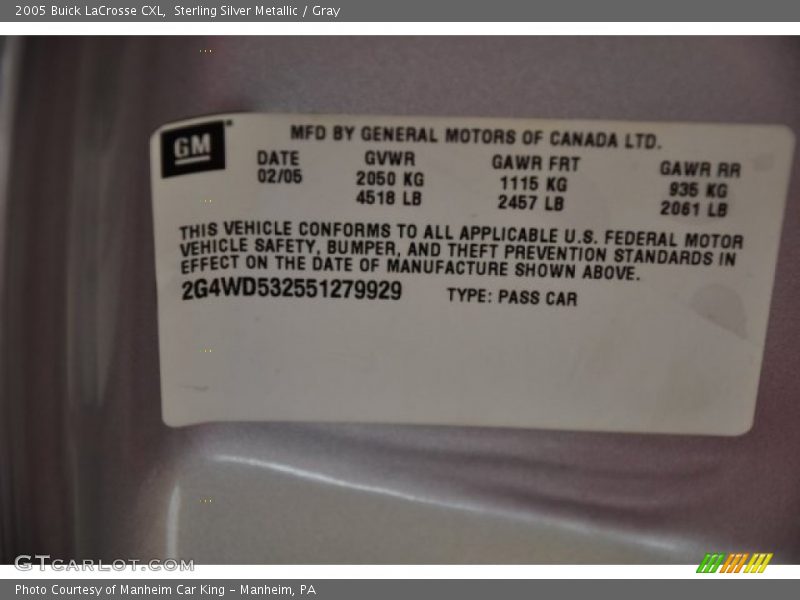 2005 Buick LaCrosse CXL, Sterling Silver Metallic / Gray
GM
MFD BY GENERAL MOTORS OF CANADA LTD.
DATE GVWR GAWR FRT GAWR RR
02/05 2050 KG 1115 KG 935 KG
4518 LB 2457 LB 2061 LB
THIS VEHICLE CONFORMS TO ALL APPLICABLE U.S. FEDERAL MOTOR
VEHICLE SAFETY, BUMPER, AND THEFT PREVENTION STANDARDS IN
EFFECT ON THE DATE OF MANUFACTURE SHOWN ABOVE.
2G4WD532551279929 TYPE: PASS CAR
GTCARLOT.COM
Photo Courtesy of Manheim Car King - Manheim, PA